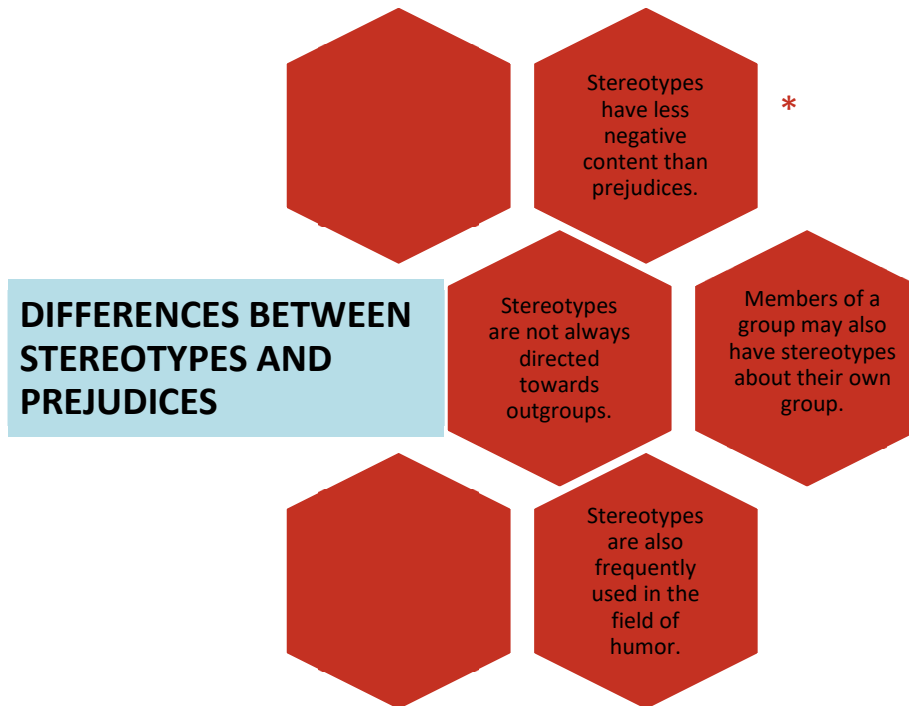 Stereotypes
have less
negative
content than
prejudices.
*
DIFFERENCES BETWEEN
STEREOTYPES AND
PREJUDICES
Stereotypes
are not always
directed
towards
outgroups.
Members of a
group may also
have stereotypes
about their own
group.
Stereotypes
are also
frequently
used in the
field of
humor.